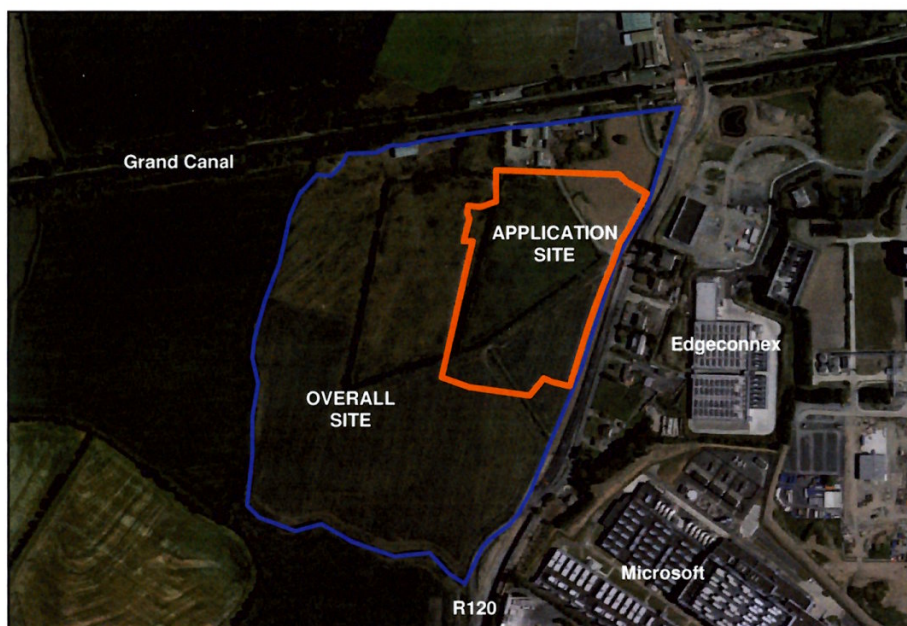 Grand Canal
APPLICATION
SITE
Edgeconnex
OVERALL
SITE
Microsoft
R120